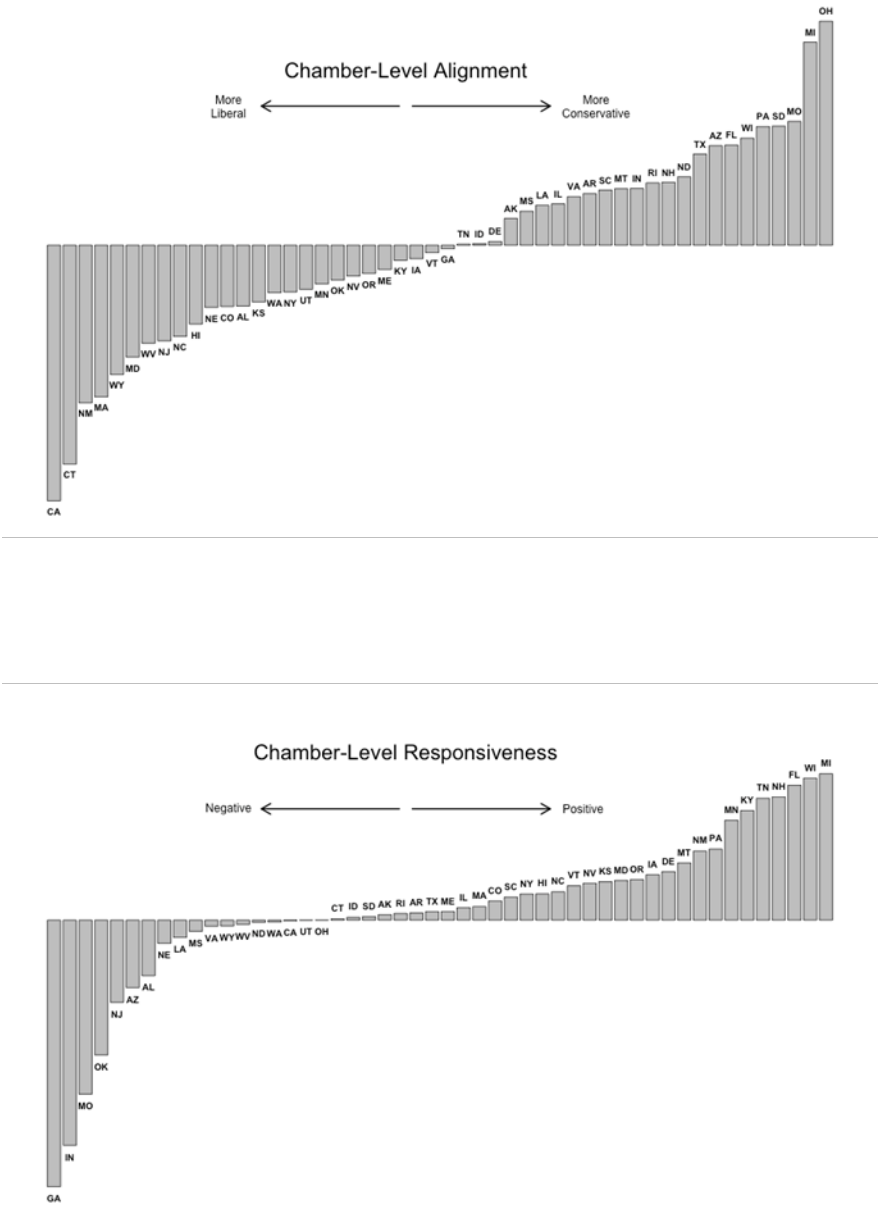 Chamber-Level Alignment
More
Liberal
More
Conservative
CA
CT
NM
MA
WY
MD
WV
NJ
NC
HI
NE
CO
AL
KS
WA
NY
UT
MN
OK
NV
OR
ME
KY
IA
VT
GA
TN
ID
DE
AK
MS
LA
IL
VA
AR
SC
MT
IN
RI
NH
ND
TX
AZ
FL
WI
PA
SD
MO
MI
OH
Chamber-Level Responsiveness
Negative
Positive
GA
IN
MO
OK
NJ
AZ
AL
NE
LA
MS
VA
WY
WV
ND
WA
CA
UT
OH
CT
ID
SD
AK
RI
AR
TX
ME
IL
MA
CO
SC
NY
HI
NC
VT
NV
KS
MD
OR
IA
DE
MT
NM
PA
MN
KY
TN
NH
FL
WI
MI